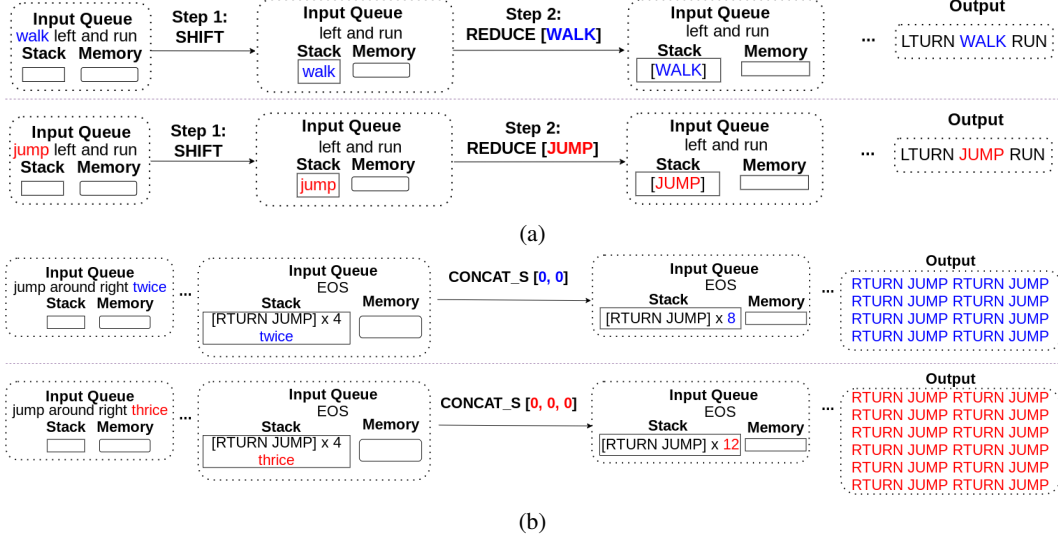 Input Queue
walk left and run
Stack Memory
Step 1:
SHIFT
Input Queue
left and run
Stack Memory
walk
Step 2:
REDUCE [WALK]
Input Queue
left and run
Stack Memory
[WALK]
...
Output
LTURN WALK RUN
Input Queue
jump left and run
Stack Memory
Step 1:
SHIFT
Input Queue
left and run
Stack Memory
jump
Step 2:
REDUCE [JUMP]
Input Queue
left and run
Stack Memory
[JUMP]
...
Output
LTURN JUMP RUN
(a)
Input Queue
jump around right twice
Stack Memory
...
Input Queue
EOS
Stack Memory
[RTURN JUMP] x 4
twice
CONCAT_S [0, 0]
Input Queue
EOS
Stack Memory
[RTURN JUMP] x 8
...
Output
RTURN JUMP RTURN JUMP
RTURN JUMP RTURN JUMP
RTURN JUMP RTURN JUMP
RTURN JUMP RTURN JUMP
Input Queue
jump around right thrice
Stack Memory
...
Input Queue
EOS
Stack Memory
[RTURN JUMP] x 4
thrice
CONCAT_S [0, 0, 0]
Input Queue
EOS
Stack Memory
[RTURN JUMP] x 12
...
Output
RTURN JUMP RTURN JUMP
RTURN JUMP RTURN JUMP
RTURN JUMP RTURN JUMP
RTURN JUMP RTURN JUMP
RTURN JUMP RTURN JUMP
RTURN JUMP RTURN JUMP
(b)